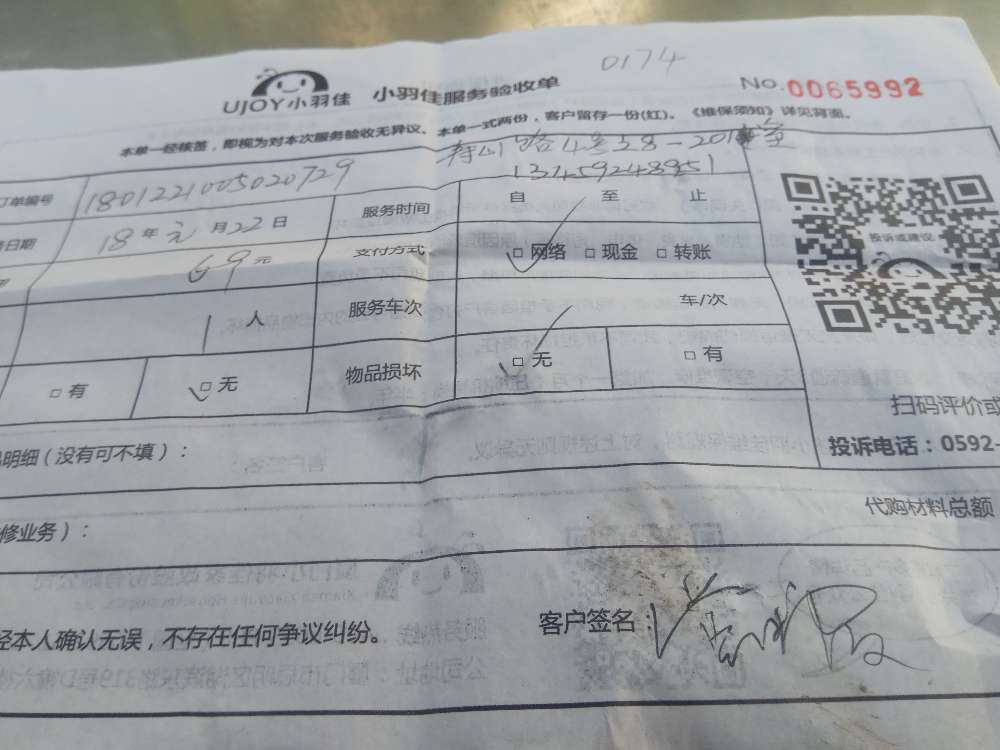 0174
UJOY小羽佳 小羽佳服务验收单 No.0065992
本单一经核签，即视为对本次服务验收无异议。本单一式两份，客户留存一份(红)。《维保须知》详见背面。
订单编号 1801221005020729
13459248951
日期 18年元月22日 服务时间 自 至 止
69元 支付方式 □网络 □现金 □转账
1人 服务车次 车/次
□有 □无 物品损坏 □无 □有
投诉或建议
扫码评价或
投诉电话：0592-
明细（没有可不填）：
代购材料总额
修业务）：
经本人确认无误，不存在任何争议纠纷。 客户签名：